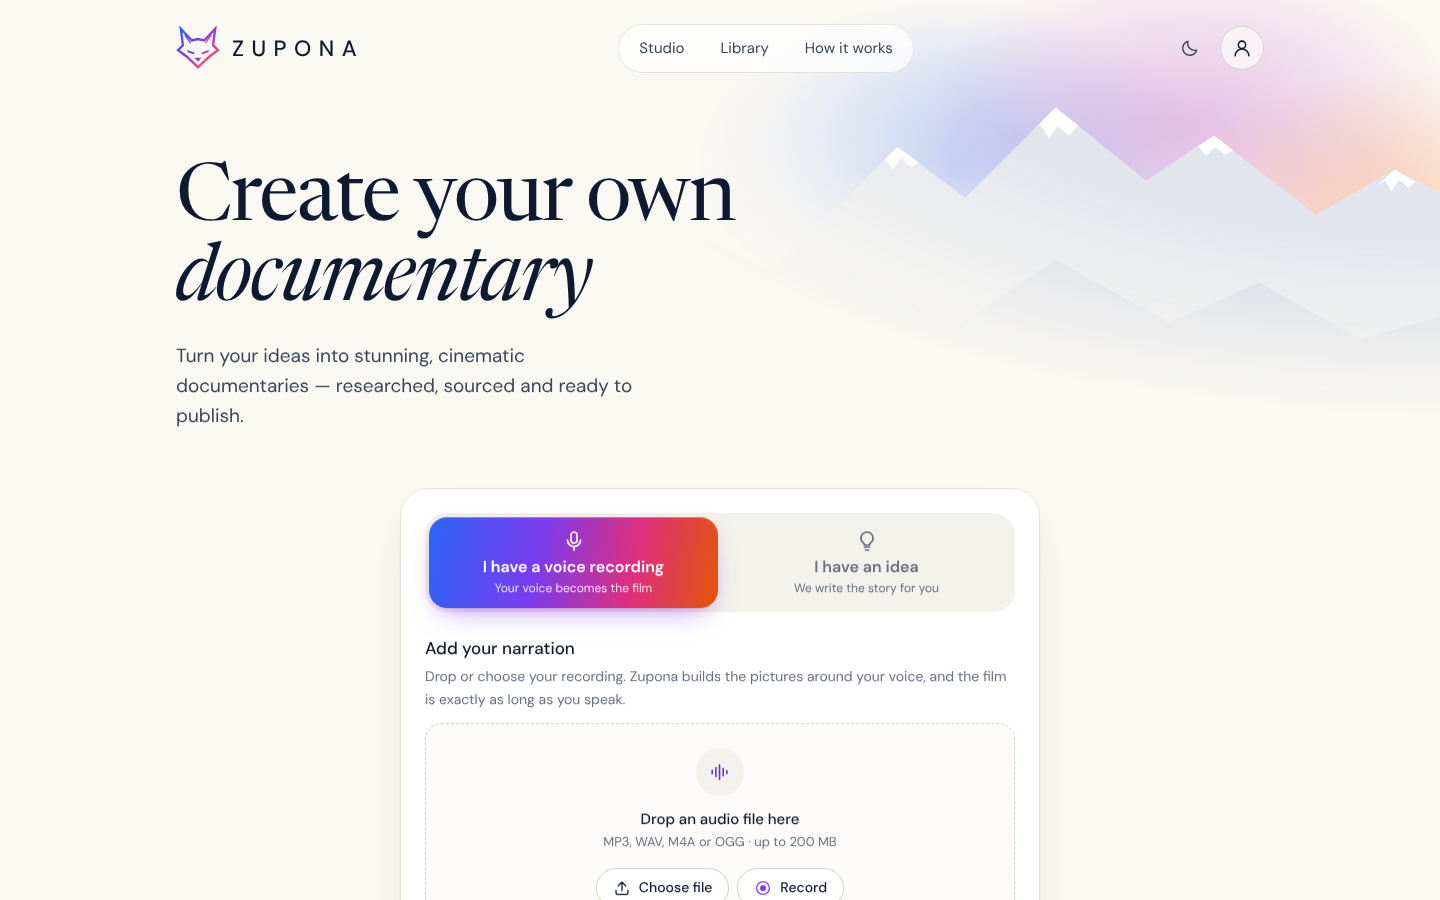 ZUPONA
Studio
Library
How it works
Create your own
documentary
Turn your ideas into stunning, cinematic
documentaries — researched, sourced and ready to
publish.
I have a voice recording
Your voice becomes the film
I have an idea
We write the story for you
Add your narration
Drop or choose your recording. Zupona builds the pictures around your voice, and the film
is exactly as long as you speak.
Drop an audio file here
MP3, WAV, M4A or OGG · up to 200 MB
Choose file
Record